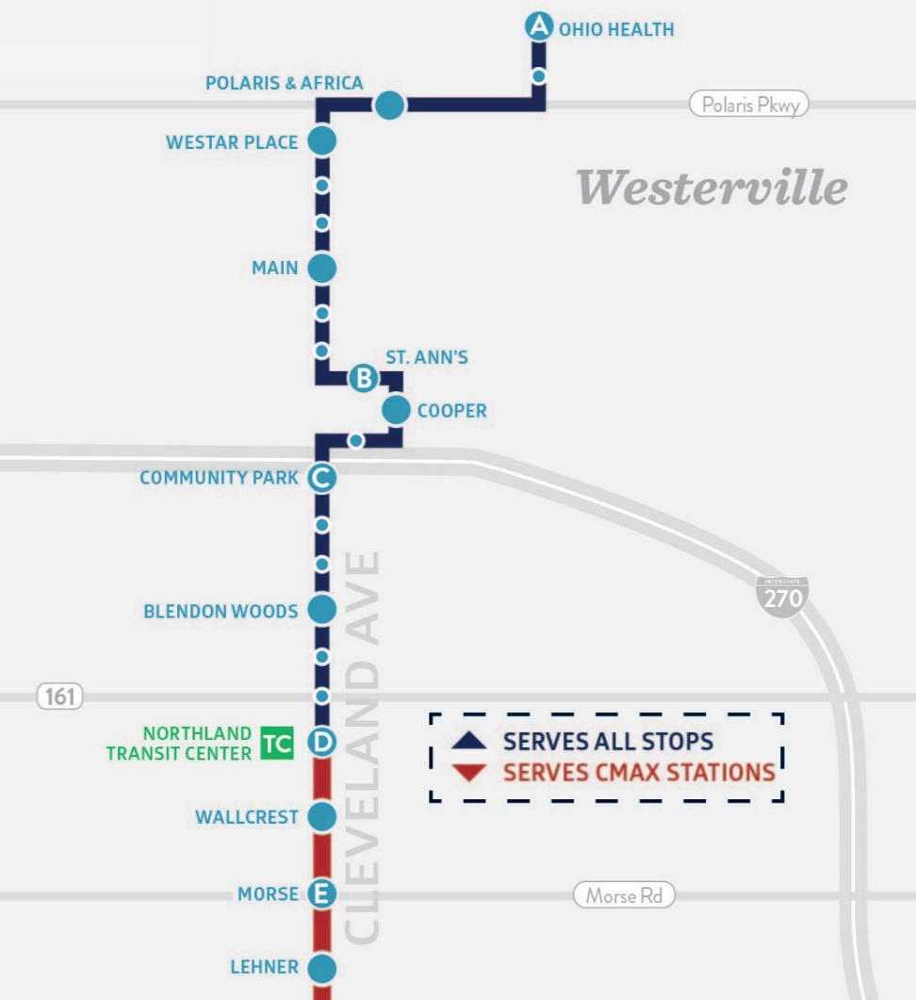 A OHIO HEALTH
POLARIS & AFRICA
Polaris Pkwy
WESTAR PLACE
Westerville
MAIN
ST. ANN'S
B
COOPER
COMMUNITY PARK C
CLEVELAND AVE
INTERSTATE
270
BLENDON WOODS
161
NORTHLAND
TRANSIT CENTER
TC
D
SERVES ALL STOPS
SERVES CMAX STATIONS
WALLCREST
MORSE E
Morse Rd
LEHNER